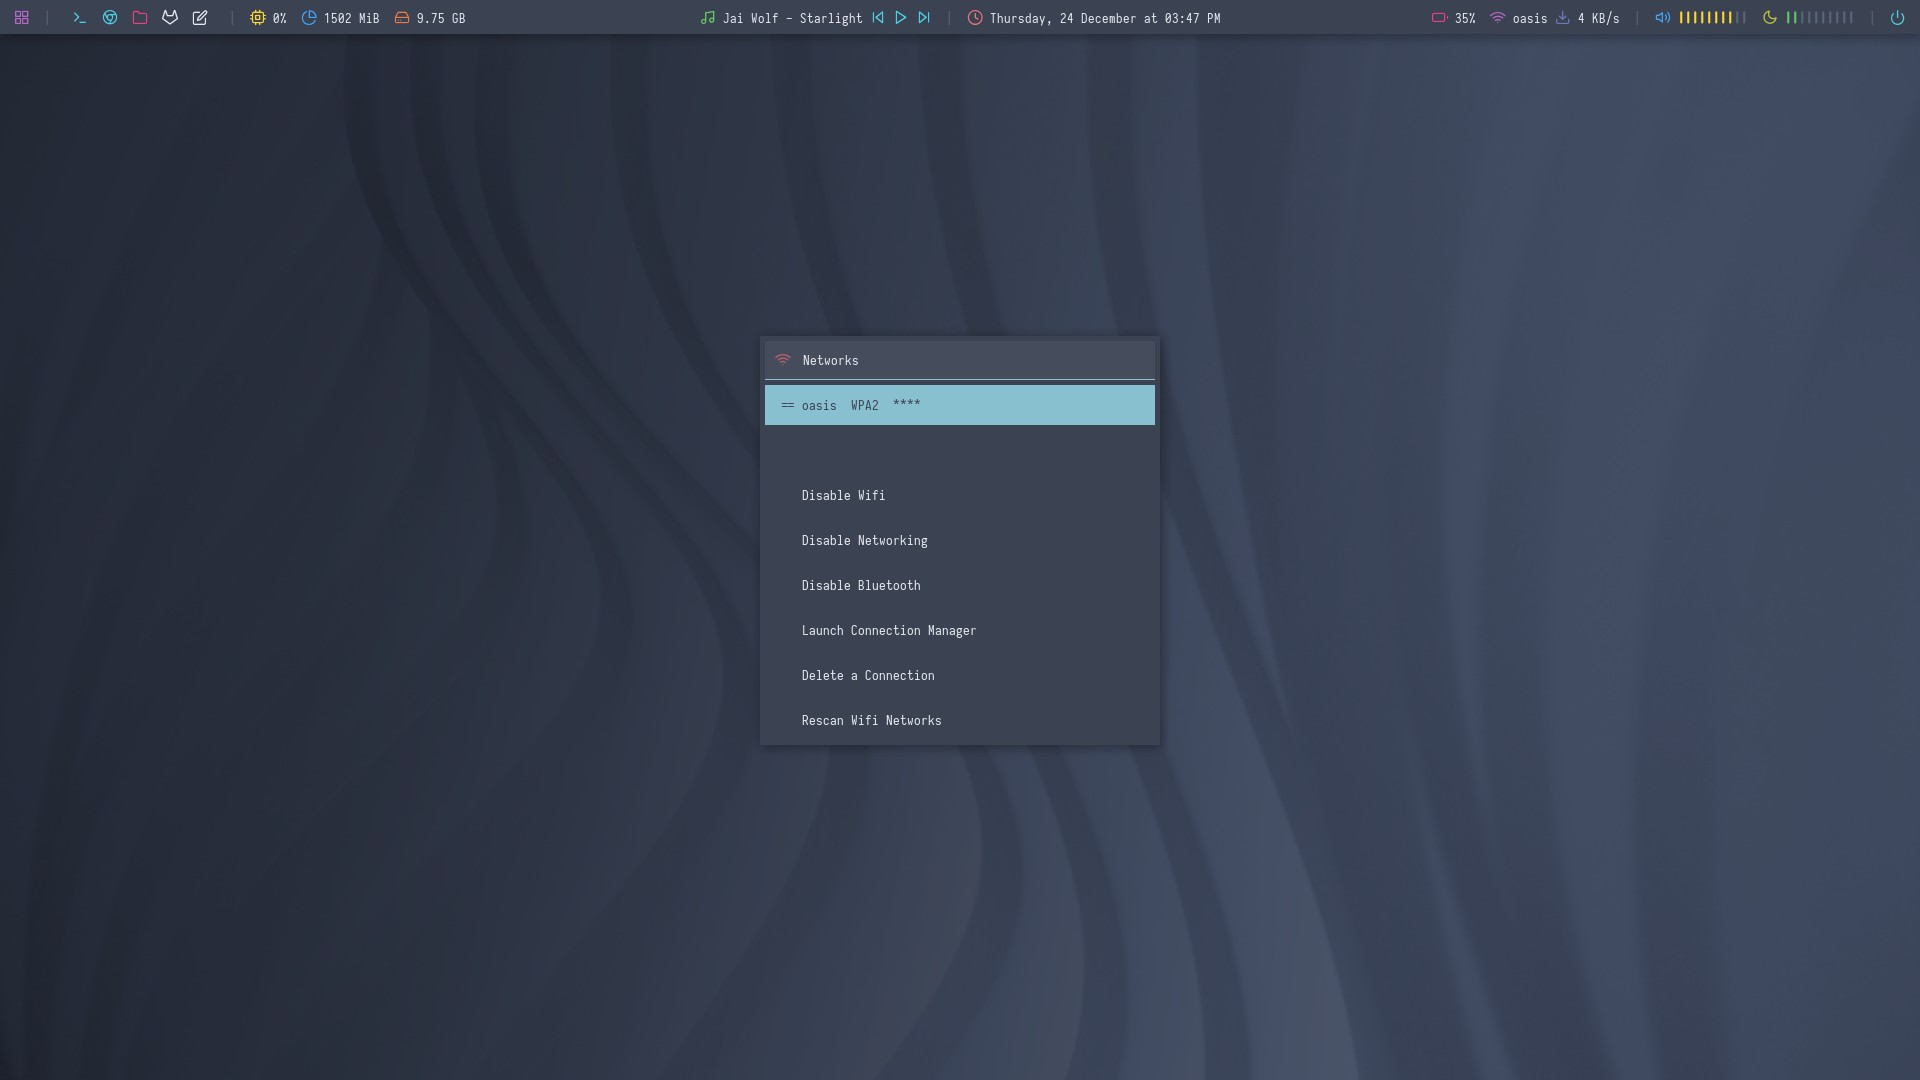 0% 1502 MiB 9.75 GB Jai Wolf - Starlight Thursday, 24 December at 03:47 PM 35% oasis 4 KB/s
Networks
== oasis WPA2 ****
Disable Wifi
Disable Networking
Disable Bluetooth
Launch Connection Manager
Delete a Connection
Rescan Wifi Networks